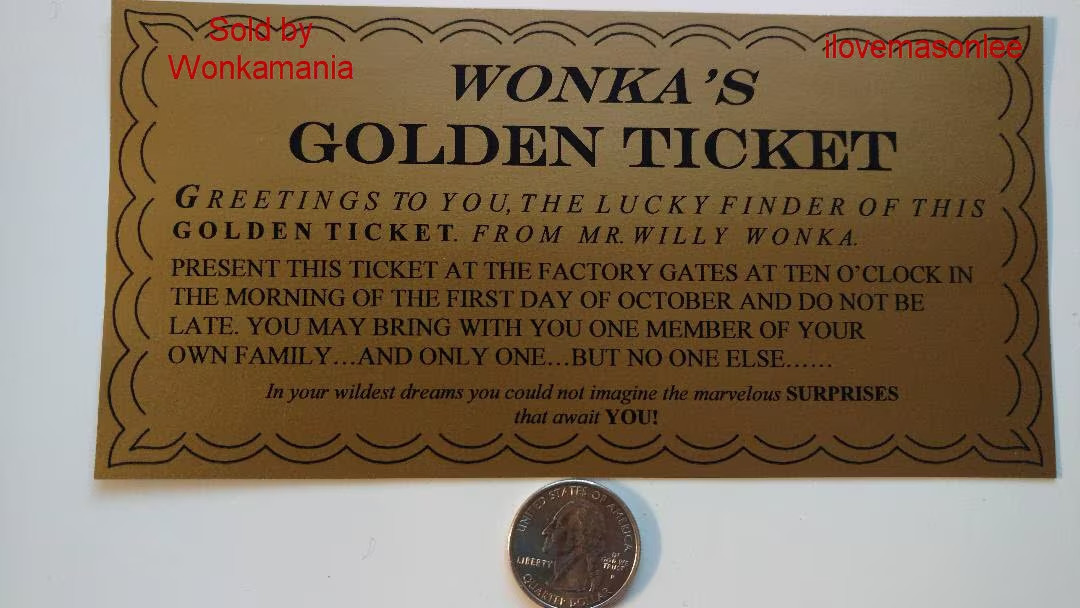 Sold by
Wonkamania
ilovemasonlee
WONKA'S
GOLDEN TICKET
GREETINGS TO YOU, THE LUCKY FINDER OF THIS
GOLDEN TICKET. FROM MR. WILLY WONKA.
PRESENT THIS TICKET AT THE FACTORY GATES AT TEN O'CLOCK IN
THE MORNING OF THE FIRST DAY OF OCTOBER AND DO NOT BE
LATE. YOU MAY BRING WITH YOU ONE MEMBER OF YOUR
OWN FAMILY...AND ONLY ONE...BUT NO ONE ELSE......
In your wildest dreams you could not imagine the marvelous SURPRISES
that await YOU!
UNITED STATES OF AMERICA
LIBERTY
IN
GOD WE
TRUST
P
QUARTER DOLLAR